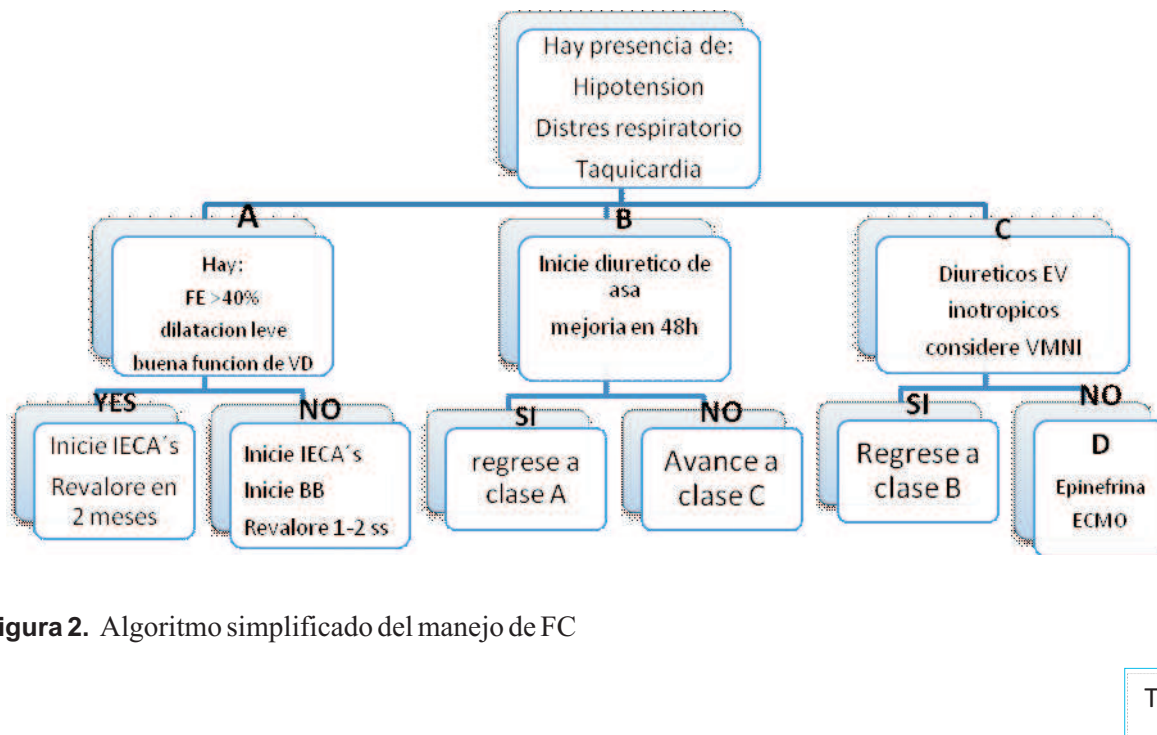 Hay presencia de:
Hipotension
Distres respiratorio
Taquicardia
A
Hay:
FE >40%
dilatacion leve
buena funcion de VD
B
Inicie diuretico de
asa
mejoria en 48h
C
Diureticos EV
inotropicos
considere VMNI
YES
Inicie IECA´s
Revalore en
2 meses
NO
Inicie IECA´s
Inicie BB
Revalore 1-2 ss
SI
regrese a
clase A
NO
Avance a
clase C
SI
Regrese a
clase B
NO
D
Epinefrina
ECMO
igura 2. Algoritmo simplificado del manejo de FC
T